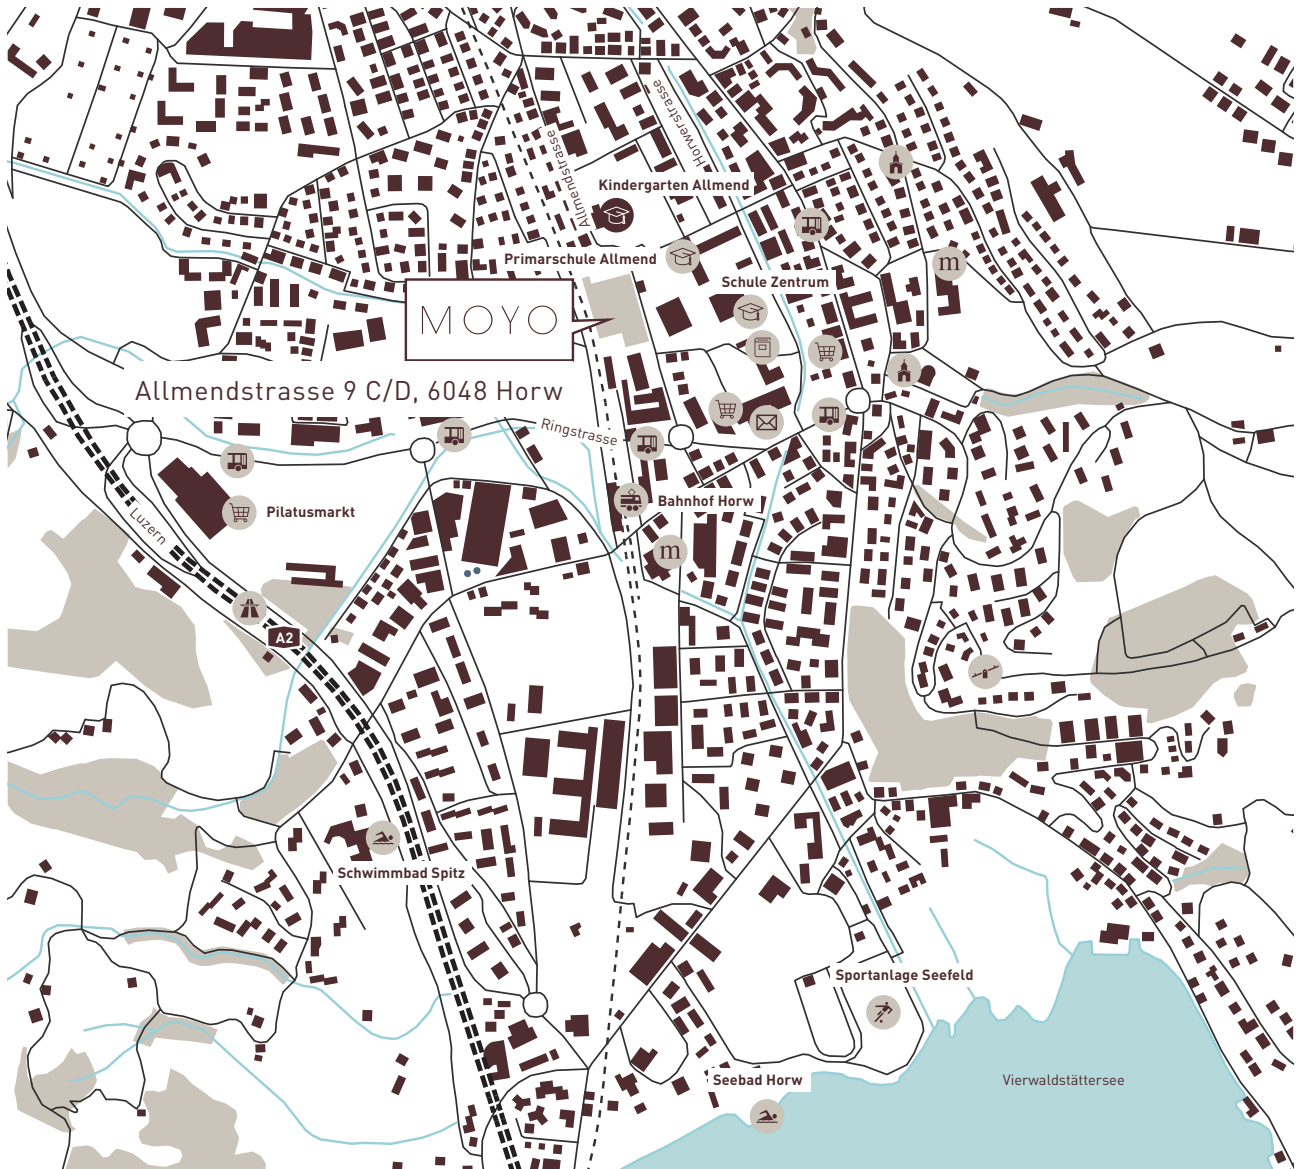 Horwerstrasse
Allmendstrasse
Kindergarten Allmend
Primarschule Allmend
Schule Zentrum
m
MOYO
Allmendstrasse 9 C/D, 6048 Horw
Ringstrasse
Pilatusmarkt
Bahnhof Horw
Luzern
m
A2
Schwimmbad Spitz
Sportanlage Seefeld
Seebad Horw
Vierwaldstättersee